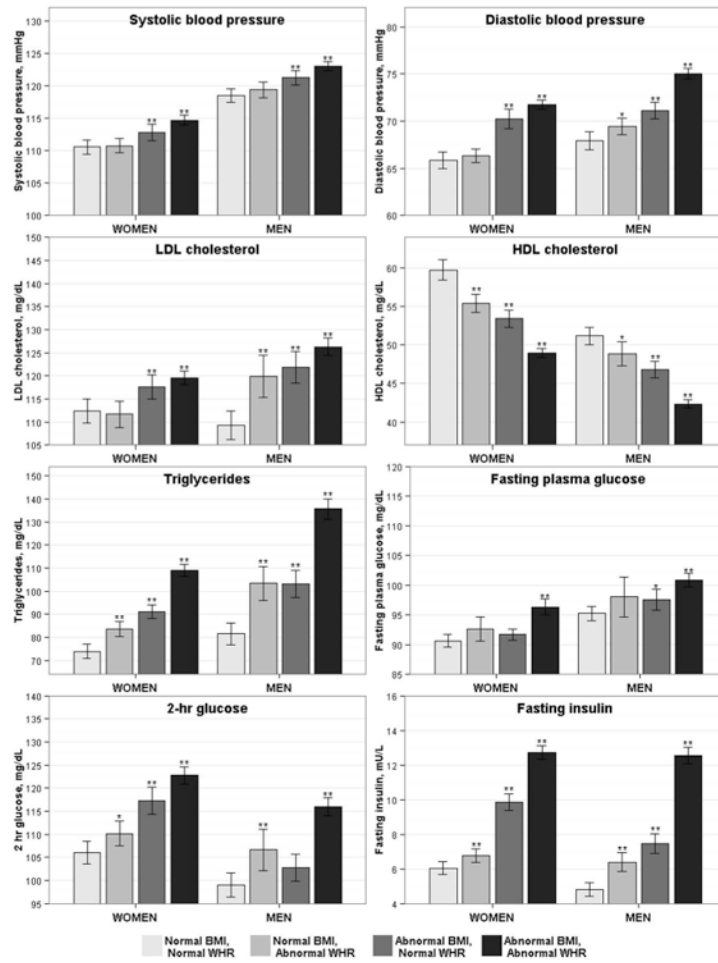 Systolic blood pressure
Systolic blood pressure, mmHg
130
125
120
115
110
105
100
**
**
**
**
WOMEN
MEN
Diastolic blood pressure
Diastolic blood pressure, mmHg
80
75
70
65
60
**
**
*
**
**
WOMEN
MEN
LDL cholesterol
LDL cholesterol, mg/dL
150
145
140
135
130
125
120
115
110
105
**
**
**
**
**
WOMEN
MEN
HDL cholesterol
HDL cholesterol, mg/dL
60
55
50
45
40
**
**
**
*
**
**
WOMEN
MEN
Triglycerides
Triglycerides, mg/dL
150
140
130
120
110
100
90
80
70
**
**
**
**
**
**
WOMEN
MEN
Fasting plasma glucose
Fasting plasma glucose, mg/dL
120
115
110
105
100
95
90
85
**
*
**
WOMEN
MEN
2-hr glucose
2 hr glucose, mg/dL
140
135
130
125
120
115
110
105
100
95
*
**
**
**
**
WOMEN
MEN
Fasting insulin
Fasting insulin, mU/L
16
14
12
10
8
6
4
**
**
**
**
**
**
WOMEN
MEN
Normal BMI,
Normal WHR
Normal BMI,
Abnormal WHR
Abnormal BMI,
Normal WHR
Abnormal BMI,
Abnormal WHR